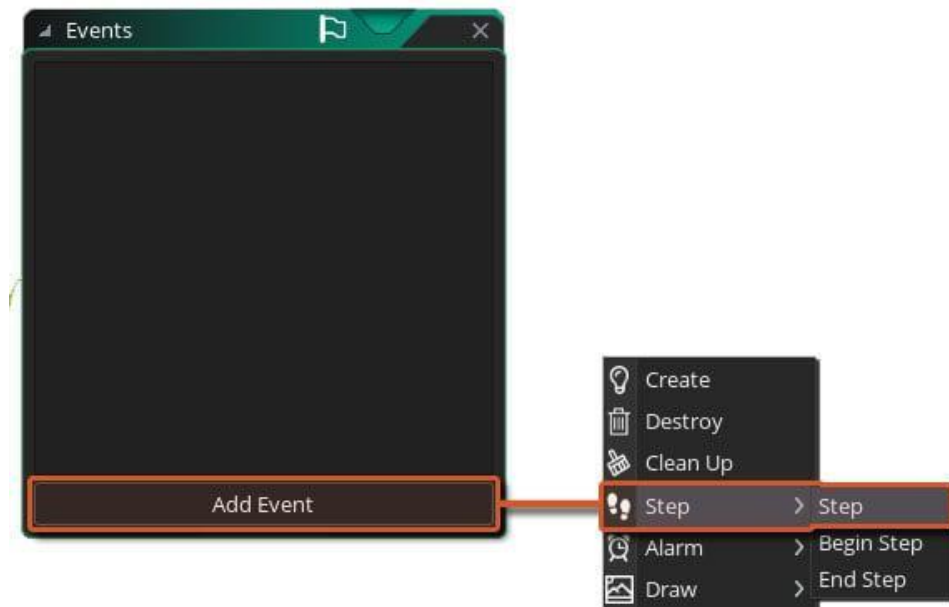 Events
Create
Destroy
Clean Up
Add Event
Step
Step
Alarm
Begin Step
Draw
End Step